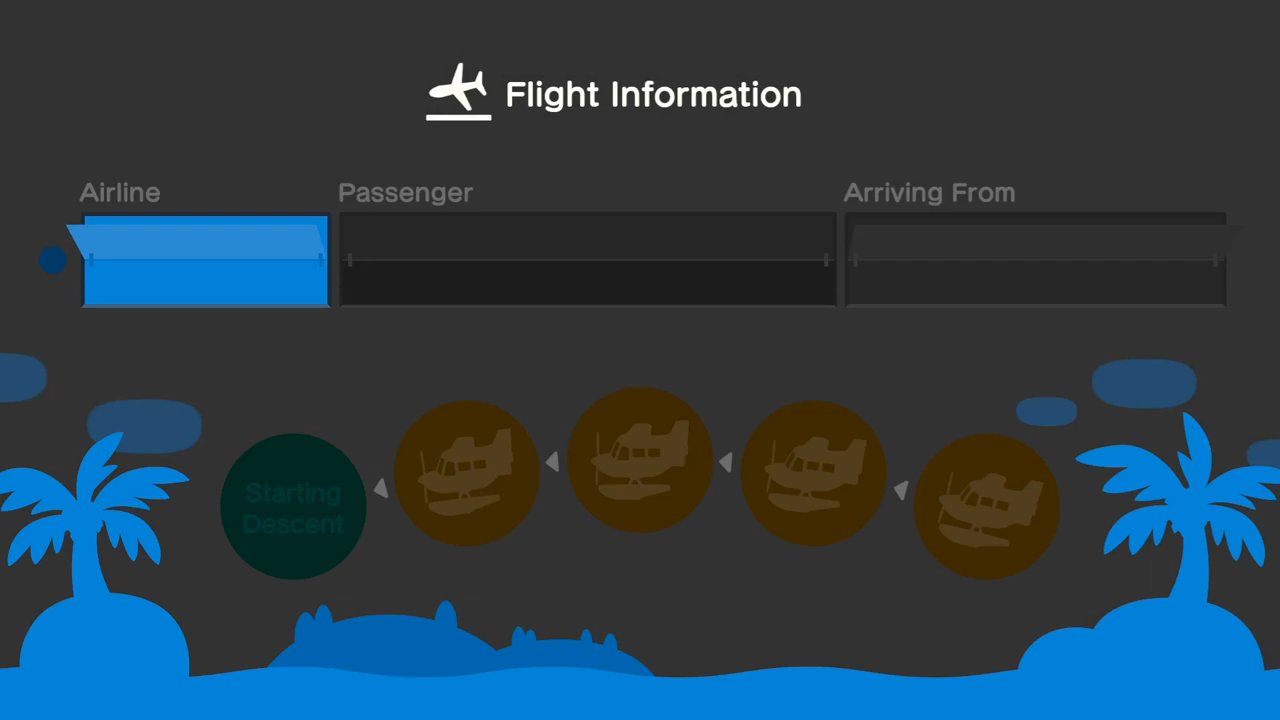 Flight Information
Airline
Passenger
Arriving From
Starting
Descent